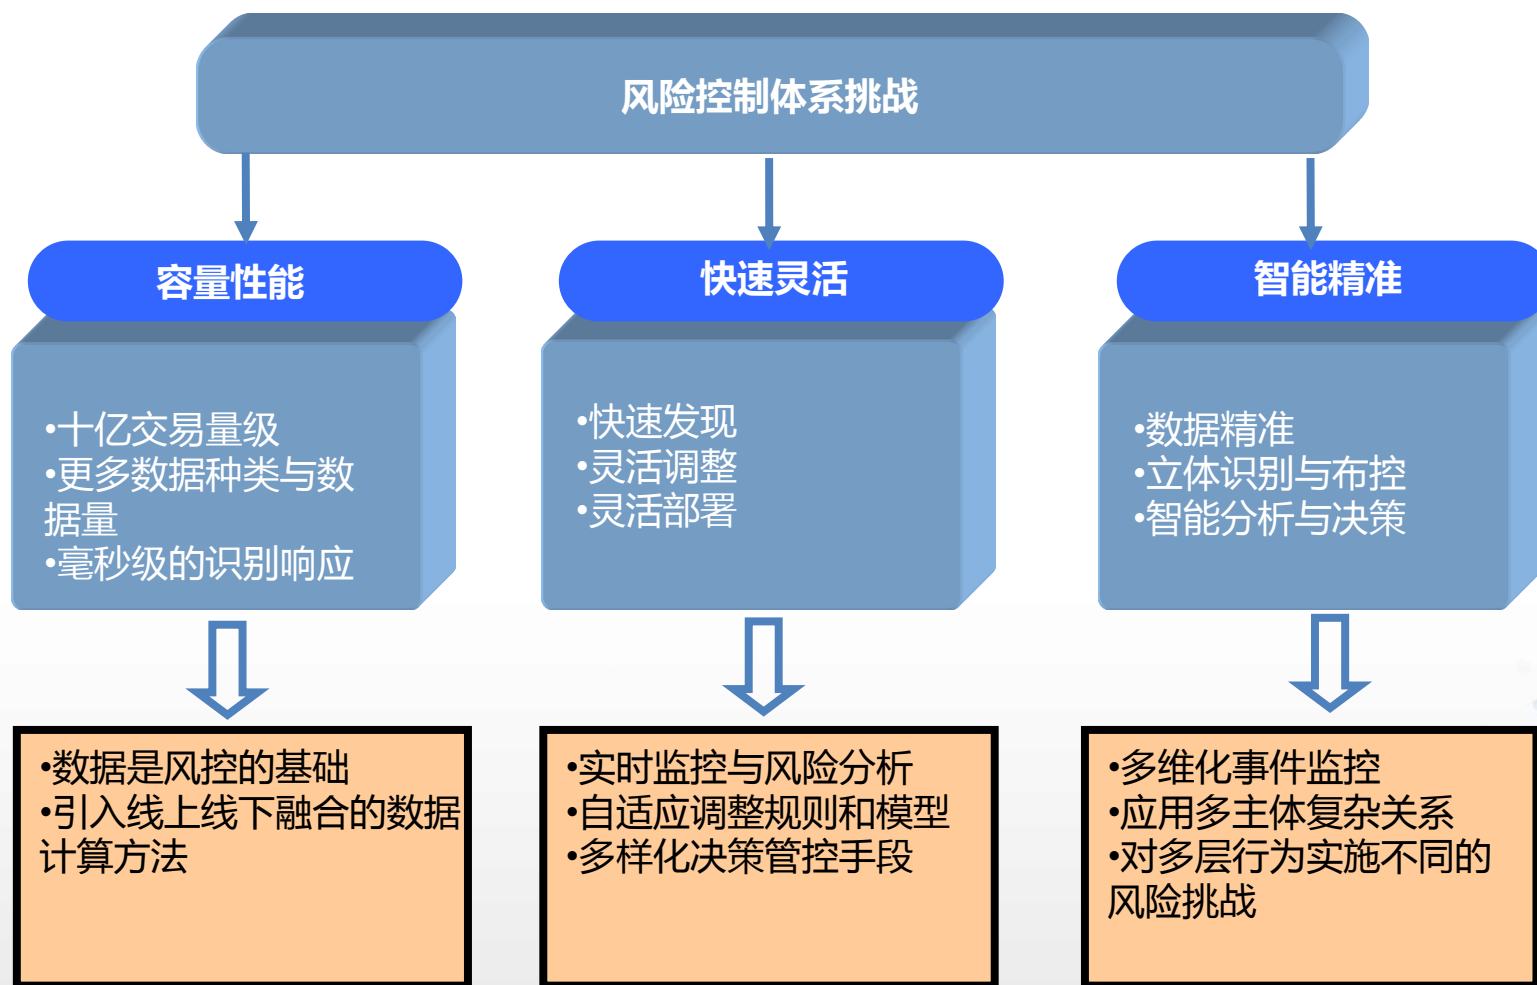 风险控制体系挑战
容量性能
•十亿交易量级
•更多数据种类与数
据量
•毫秒级的识别响应
•数据是风控的基础
•引入线上线下融合的数据
计算方法
快速灵活
•快速发现
•灵活调整
•灵活部署
•实时监控与风险分析
•自适应调整规则和模型
•多样化决策管控手段
智能精准
•数据精准
•立体识别与布控
•智能分析与决策
•多维化事件监控
•应用多主体复杂关系
•对多层行为实施不同的
风险挑战